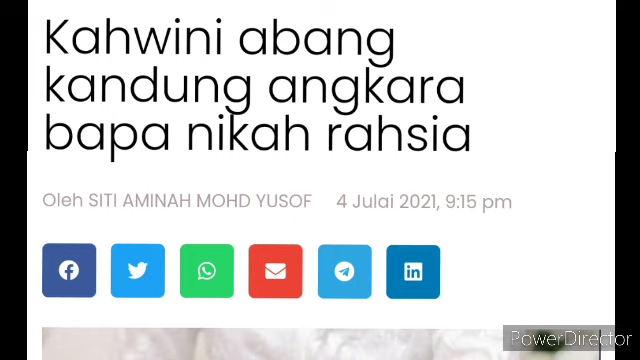 Kahwini abang
kandung angkara
bapa nikah rahsia
Oleh SITI AMINAH MOHD YUSOF 4 Julai 2021, 9:15 pm
PowerDirector